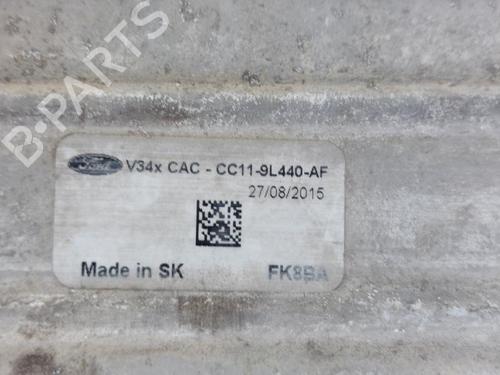 B-PARTS
Ford V34x CAC - CC11-9L440-AF
27/08/2015
Made in SK FK8BA